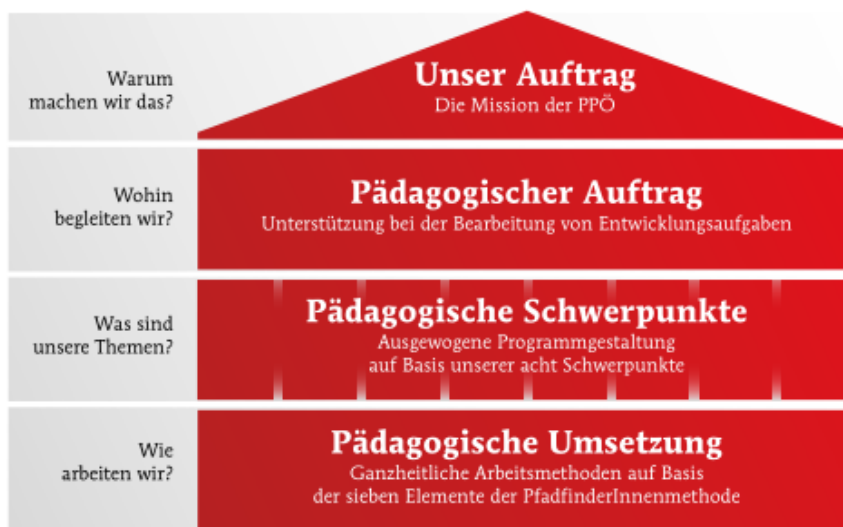 Warum
machen wir das?
Unser Auftrag
Die Mission der PPÖ
Wohin
begleiten wir?
Pädagogischer Auftrag
Unterstützung bei der Bearbeitung von Entwicklungsaufgaben
Was sind
unsere Themen?
Pädagogische Schwerpunkte
Ausgewogene Programmgestaltung
auf Basis unserer acht Schwerpunkte
Wie
arbeiten wir?
Pädagogische Umsetzung
Ganzheitliche Arbeitsmethoden auf Basis
der sieben Elemente der PfadfinderInnenmethode